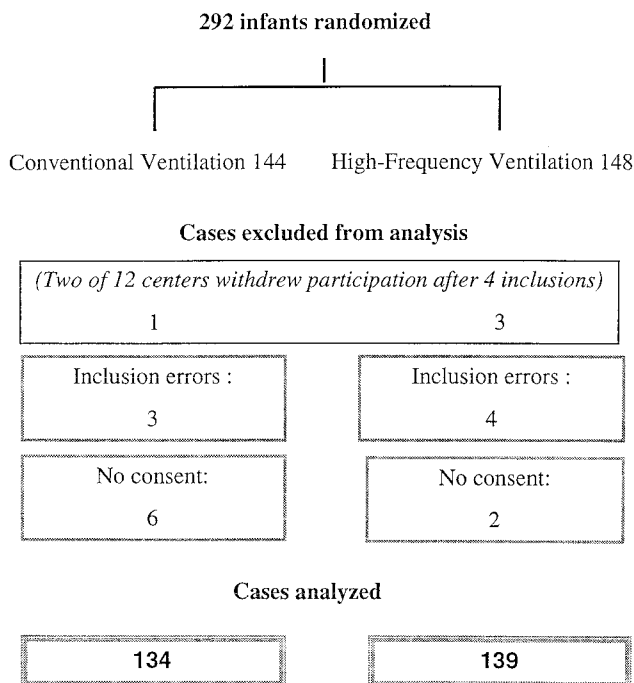 292 infants randomized
Conventional Ventilation 144 High-Frequency Ventilation 148
Cases excluded from analysis
(Two of 12 centers withdrew participation after 4 inclusions)
1 3
Inclusion errors : Inclusion errors :
3 4
No consent: No consent:
6 2
Cases analyzed
134 139